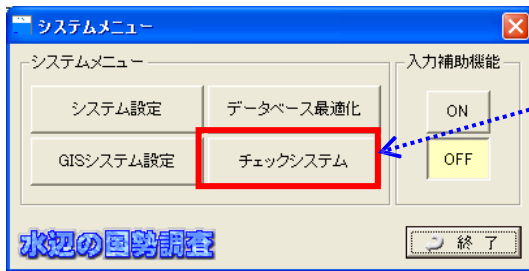 システムメニュー
システムメニュー
入力補助機能
システム設定
データベース最適化
ON
GISシステム設定
チェックシステム
OFF
水辺の国勢調査
終 了